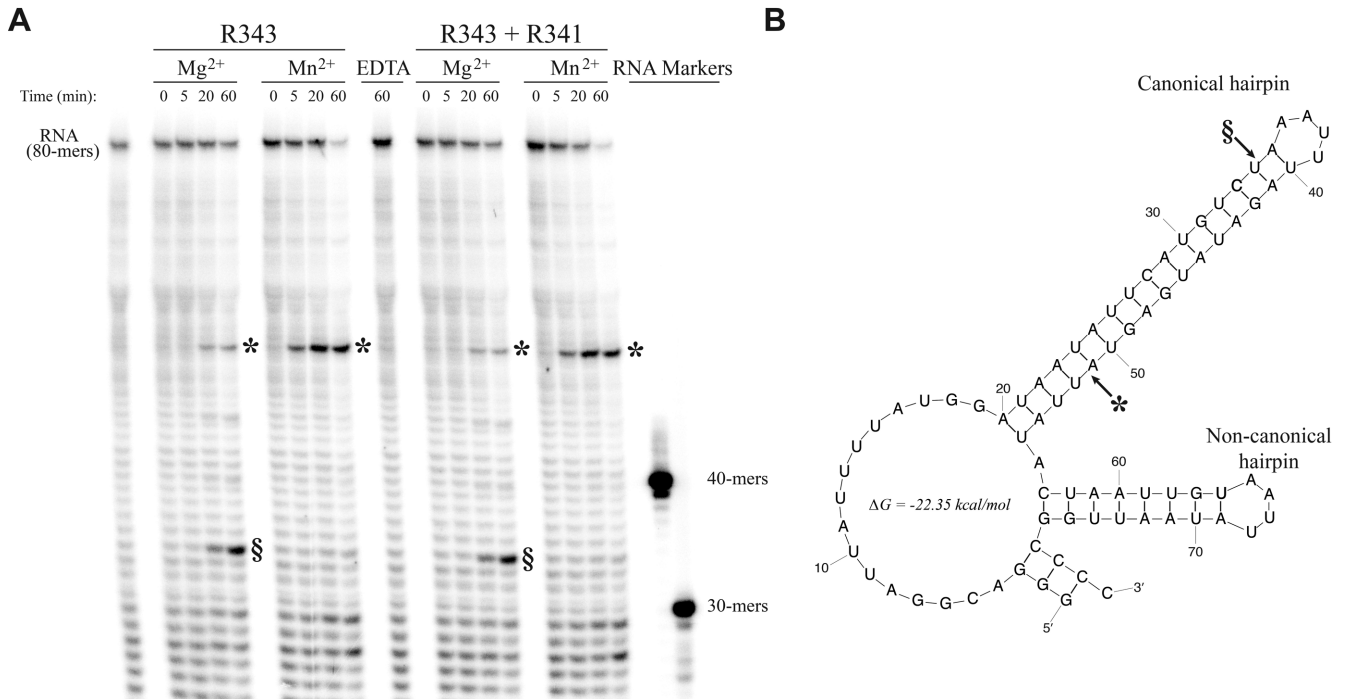 A
R343
R343 + R341
Mg2+
Mn2+
EDTA
Mg2+
Mn2+
RNA Markers
Time (min):
0 5 20 60
0 5 20 60
60
0 5 20 60
0 5 20 60
RNA
(80-mers)
*
*
*
*
§
§
40-mers
30-mers
B
Canonical hairpin
§
*
Non-canonical
hairpin
ΔG = -22.35 kcal/mol
5′
GGGACGGAUUAUUUUAUGGAUAAUAUUCAUGUCUAAAUUUAGAUAUGAGUAUUAUACUAAUUGUAAUUAUAAUUGGCCCC
3′
10
20
30
40
50
60
70